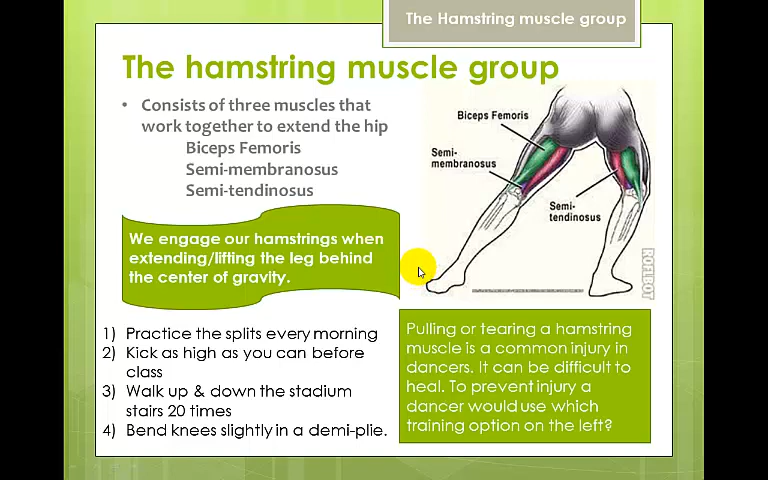 The Hamstring muscle group
The hamstring muscle group
• Consists of three muscles that
work together to extend the hip
Biceps Femoris
Semi-membranosus
Semi-tendinosus
We engage our hamstrings when
extending/lifting the leg behind
the center of gravity.
Biceps Femoris
Semi-
membranosus
Semi-
tendinosus
ROFLBOT
1) Practice the splits every morning
2) Kick as high as you can before
class
3) Walk up & down the stadium
stairs 20 times
4) Bend knees slightly in a demi-plie.
Pulling or tearing a hamstring
muscle is a common injury in
dancers. It can be difficult to
heal. To prevent injury a
dancer would use which
training option on the left?